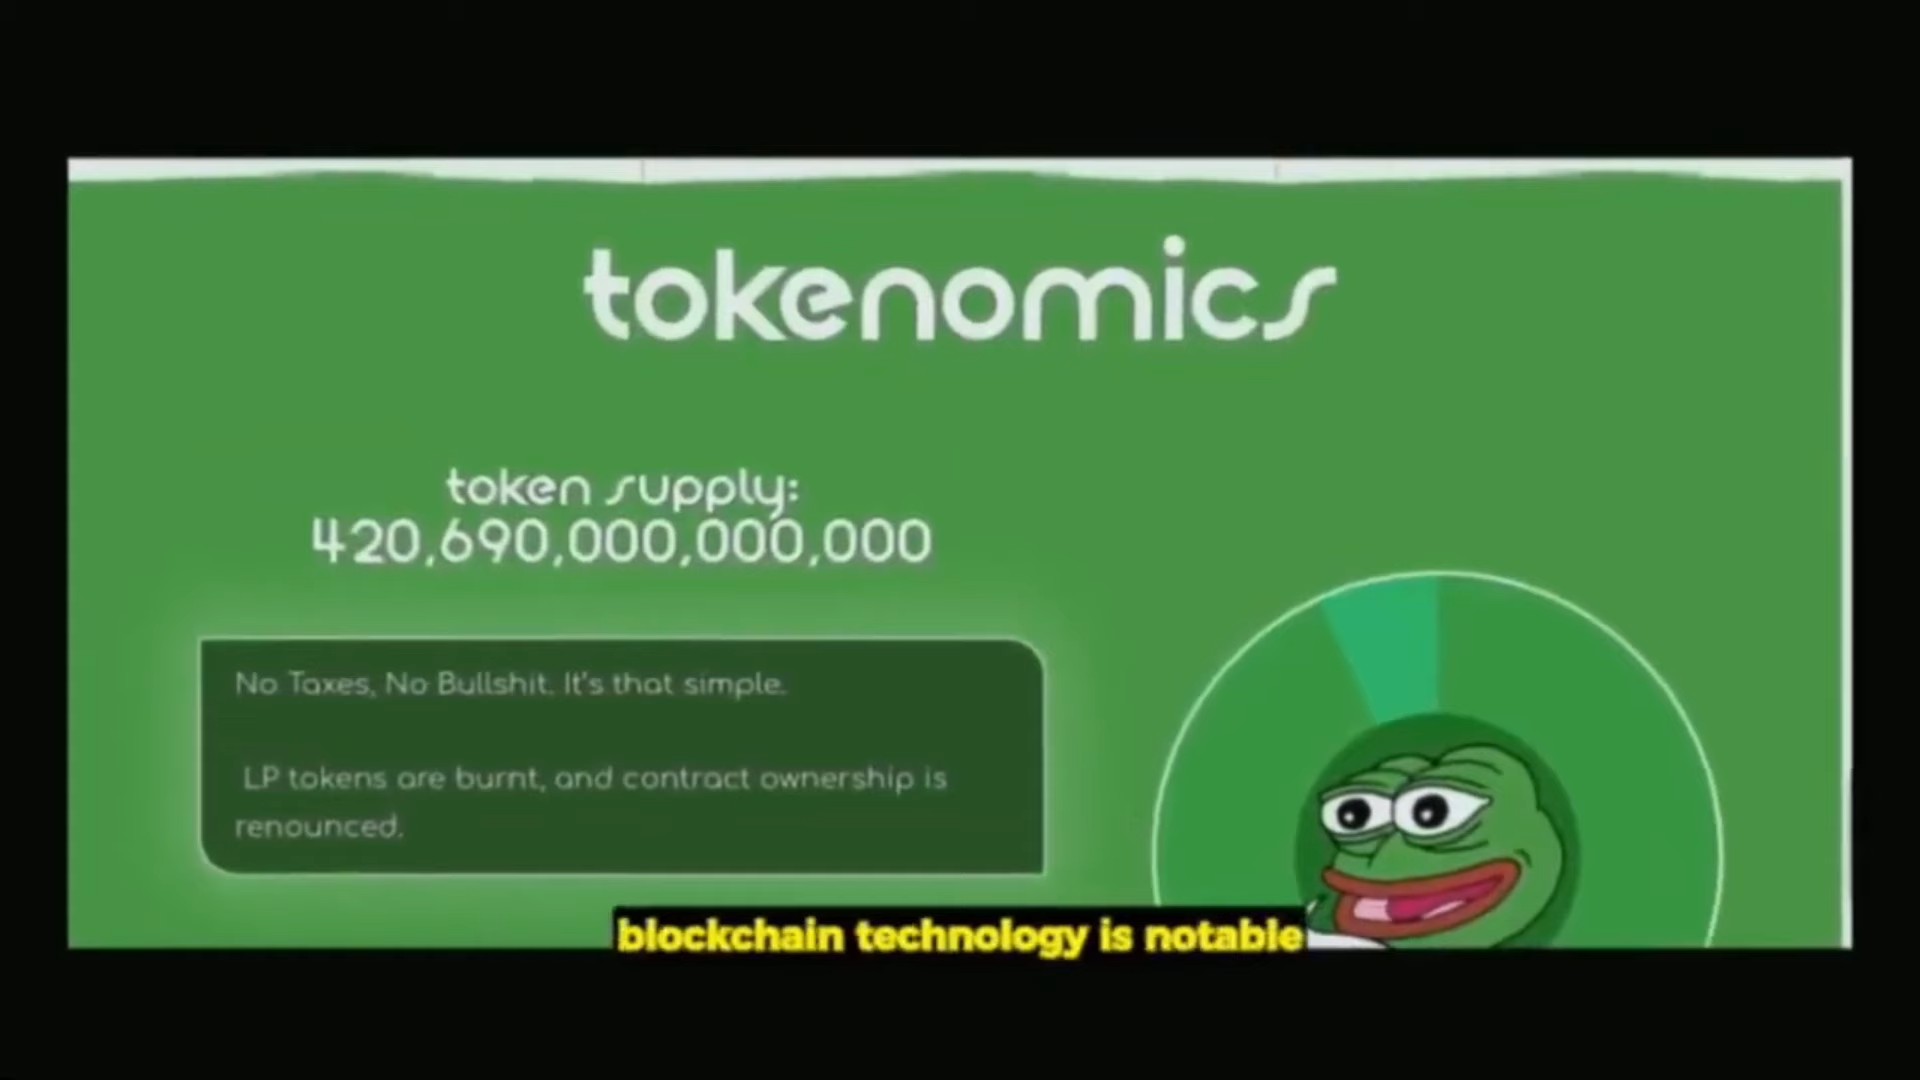 tokenomics
token supply:
420,690,000,000,000
No Taxes, No Bullshit. It's that simple.
LP tokens are burnt, and contract ownership is
renounced.
blockchain technology is notable